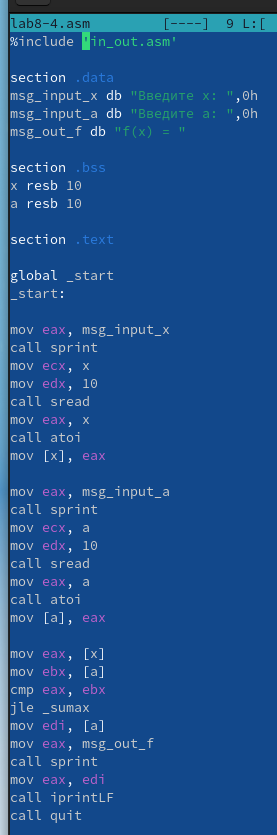 lab8-4.asm [----] 9 L:[
%include 'in_out.asm'
section .data
msg_input_x db "Введите x: ",0h
msg_input_a db "Введите a: ",0h
msg_out_f db "f(x) = "
section .bss
x resb 10
a resb 10
section .text
global _start
_start:
mov eax, msg_input_x
call sprint
mov ecx, x
mov edx, 10
call sread
mov eax, x
call atoi
mov [x], eax
mov eax, msg_input_a
call sprint
mov ecx, a
mov edx, 10
call sread
mov eax, a
call atoi
mov [a], eax
mov eax, [x]
mov ebx, [a]
cmp eax, ebx
jle _sumax
mov edi, [a]
mov eax, msg_out_f
call sprint
mov eax, edi
call iprintLF
call quit